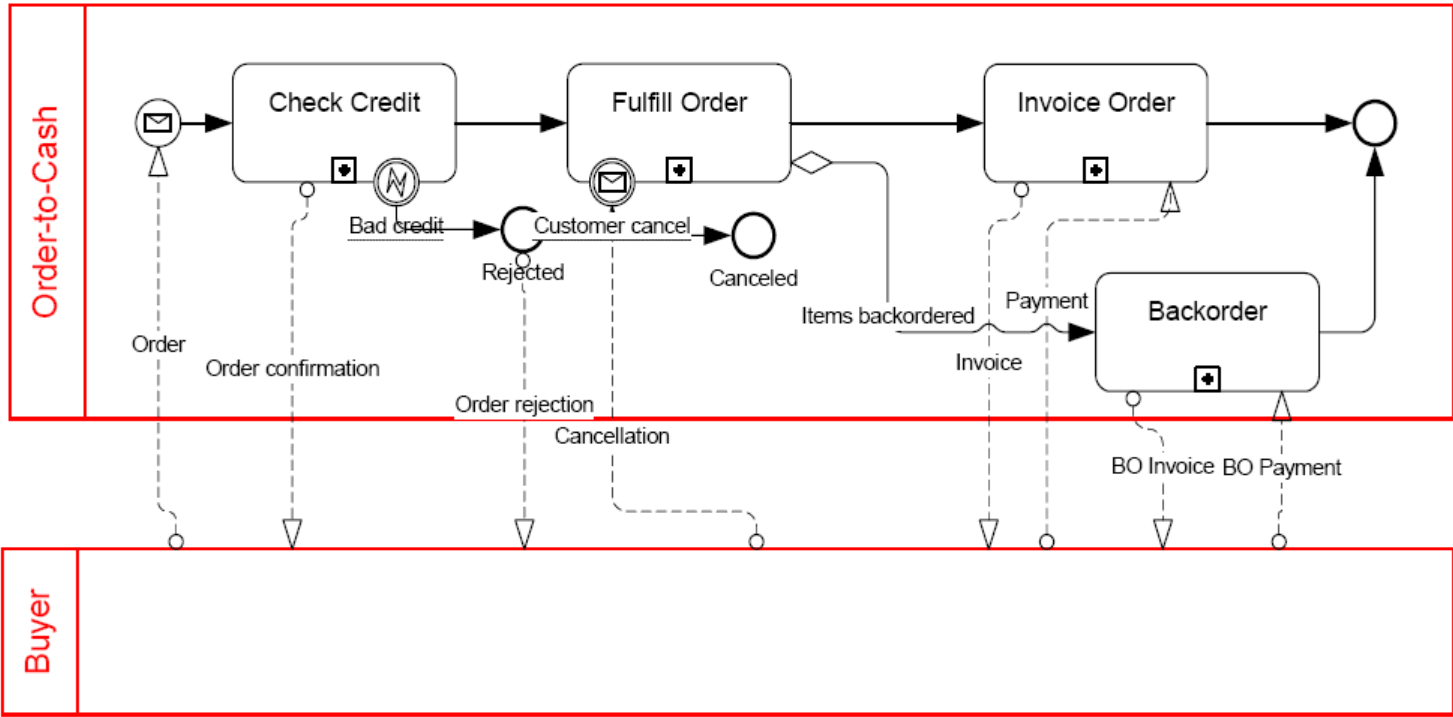 Order-to-Cash
Check Credit
Fulfill Order
Invoice Order
Bad credit
Customer cancel
Rejected
Canceled
Items backordered
Payment
Backorder
Order
Order confirmation
Invoice
Order rejection
Cancellation
BO Invoice
BO Payment
Buyer